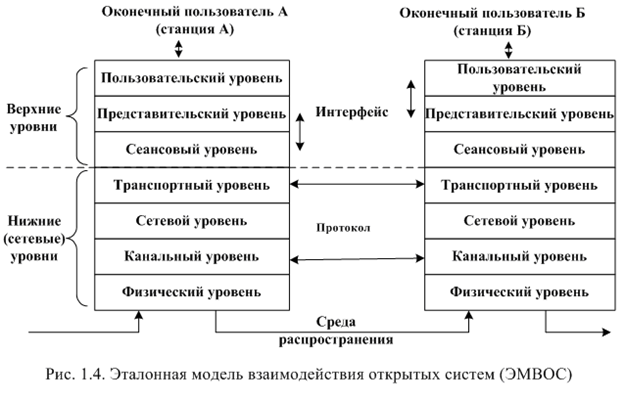 Оконечный пользователь А
(станция А)
Оконечный пользователь Б
(станция Б)
Верхние
уровни
Пользовательский уровень
Представительский уровень
Сеансовый уровень
Интерфейс
Пользовательский
уровень
Представительский уровень
Сеансовый уровень
Нижние
(сетевые)
уровни
Транспортный уровень
Сетевой уровень
Канальный уровень
Физический уровень
Протокол
Транспортный уровень
Сетевой уровень
Канальный уровень
Физический уровень
Среда
распространения
Рис. 1.4. Эталонная модель взаимодействия открытых систем (ЭМВОС)